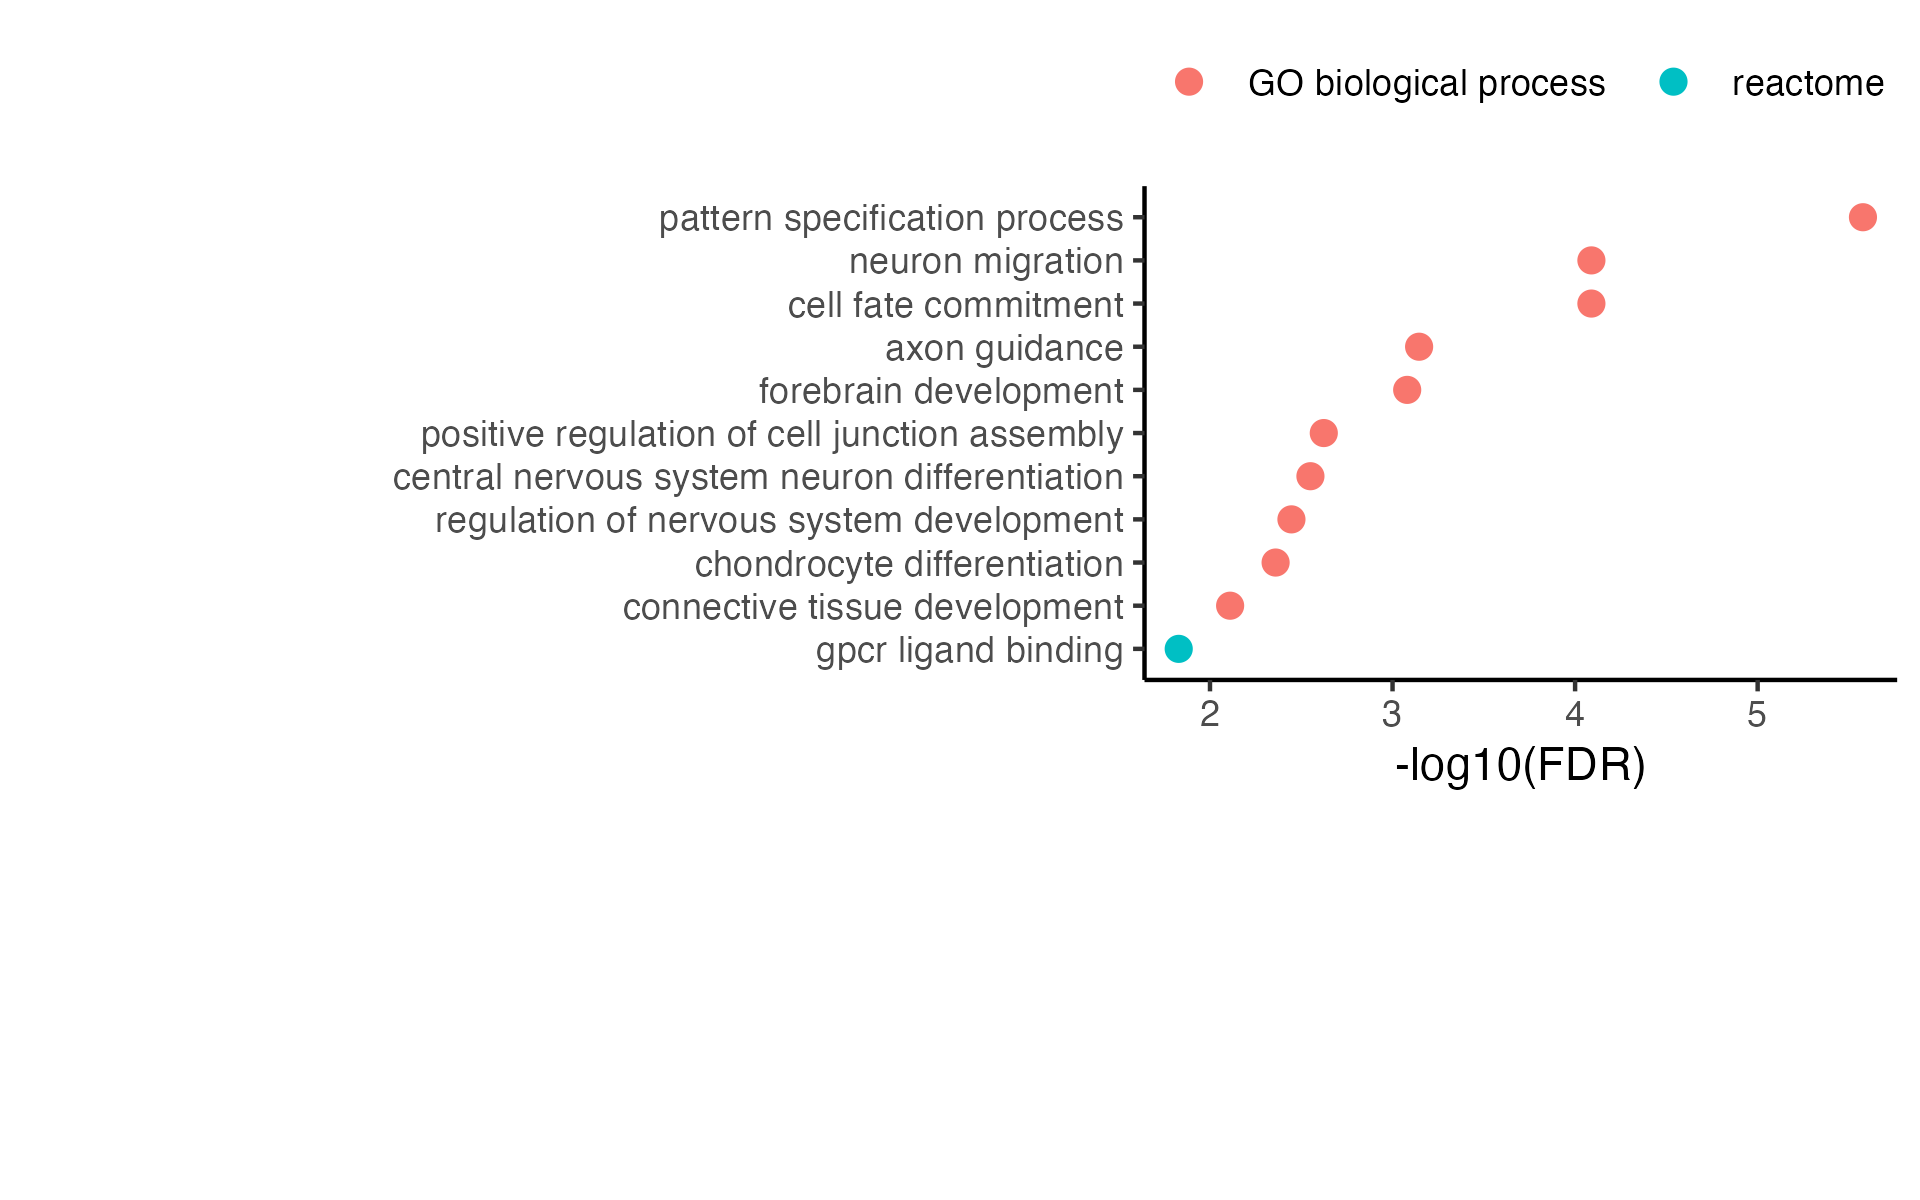 GO biological process reactome
pattern specification process
neuron migration
cell fate commitment
axon guidance
forebrain development
positive regulation of cell junction assembly
central nervous system neuron differentiation
regulation of nervous system development
chondrocyte differentiation
connective tissue development
gpcr ligand binding
2 3 4 5
-log10(FDR)